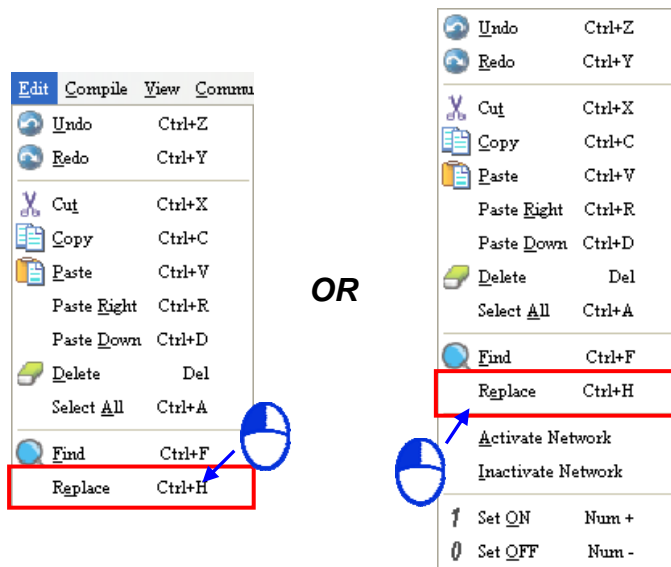 Edit Compile View Commu
Undo Ctrl+Z
Redo Ctrl+Y
Cut Ctrl+X
Copy Ctrl+C
Paste Ctrl+V
Paste Right Ctrl+R
Paste Down Ctrl+D
Delete Del
Select All Ctrl+A
Find Ctrl+F
Replace Ctrl+H
OR
Undo Ctrl+Z
Redo Ctrl+Y
Cut Ctrl+X
Copy Ctrl+C
Paste Ctrl+V
Paste Right Ctrl+R
Paste Down Ctrl+D
Delete Del
Select All Ctrl+A
Find Ctrl+F
Replace Ctrl+H
Activate Network
Inactivate Network
1 Set ON Num +
0 Set OFF Num -